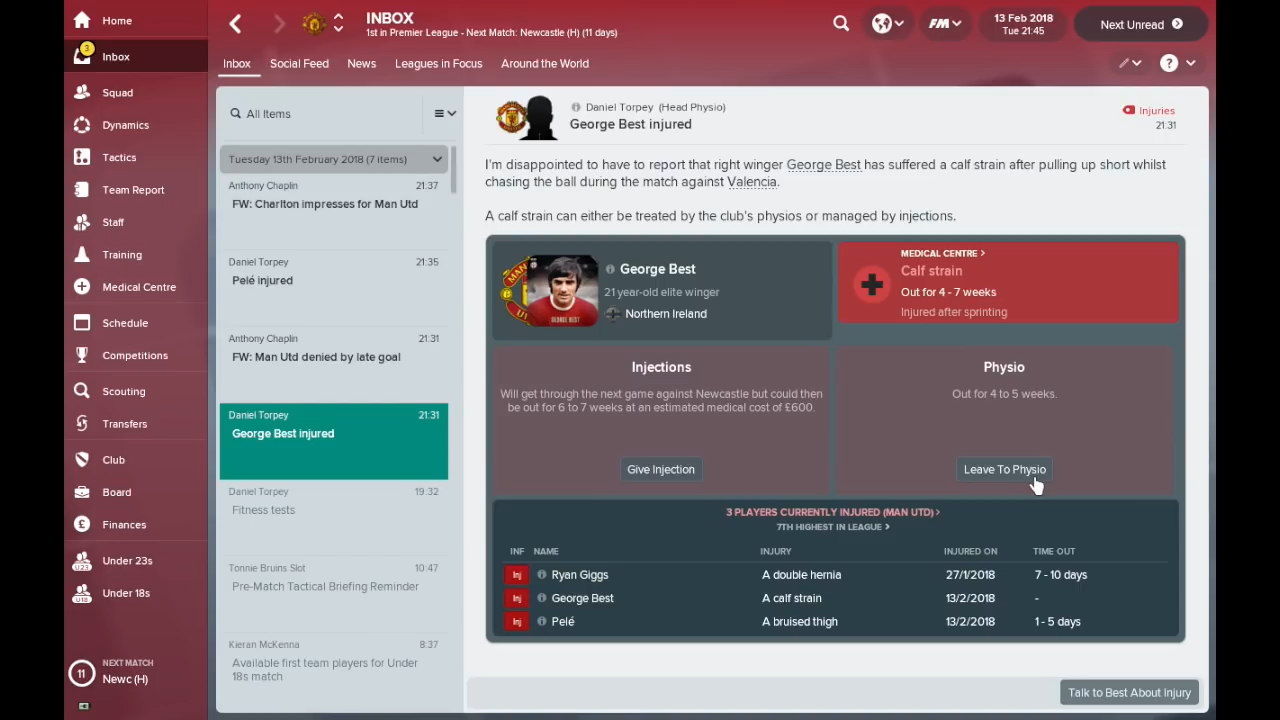 Home
3
Inbox
Squad
Dynamics
Tactics
Team Report
Staff
Training
Medical Centre
Schedule
Competitions
Scouting
Transfers
Club
Board
Finances
U23
Under 23s
U18
Under 18s
11
NEXT MATCH
Newc (H)
INBOX
1st in Premier League - Next Match: Newcastle (H) (11 days)
FM
13 Feb 2018
Tue 21:45
Next Unread
Inbox
Social Feed
News
Leagues in Focus
Around the World
?
All Items
Tuesday 13th February 2018 (7 items)
Anthony Chaplin 21:37
FW: Charlton impresses for Man Utd
Daniel Torpey 21:35
Pelé injured
Anthony Chaplin 21:31
FW: Man Utd denied by late goal
Daniel Torpey 21:31
George Best injured
Daniel Torpey 19:32
Fitness tests
Tonnie Bruins Slot 10:47
Pre-Match Tactical Briefing Reminder
Kieran McKenna 8:37
Available first team players for Under
18s match
Daniel Torpey (Head Physio)
George Best injured
Injuries
21:31
I'm disappointed to have to report that right winger George Best has suffered a calf strain after pulling up short whilst
chasing the ball during the match against Valencia.
A calf strain can either be treated by the club's physios or managed by injections.
GEORGE BEST
George Best
21 year-old elite winger
Northern Ireland
MEDICAL CENTRE >
Calf strain
Out for 4 - 7 weeks
Injured after sprinting
Injections
Will get through the next game against Newcastle but could then
be out for 6 to 7 weeks at an estimated medical cost of £600.
Give Injection
Physio
Out for 4 to 5 weeks.
Leave To Physio
3 PLAYERS CURRENTLY INJURED (MAN UTD) >
7TH HIGHEST IN LEAGUE >
INF NAME INJURY INJURED ON TIME OUT
Inj Ryan Giggs A double hernia 27/1/2018 7 - 10 days
Inj George Best A calf strain 13/2/2018 -
Inj Pelé A bruised thigh 13/2/2018 1 - 5 days
Talk to Best About Injury